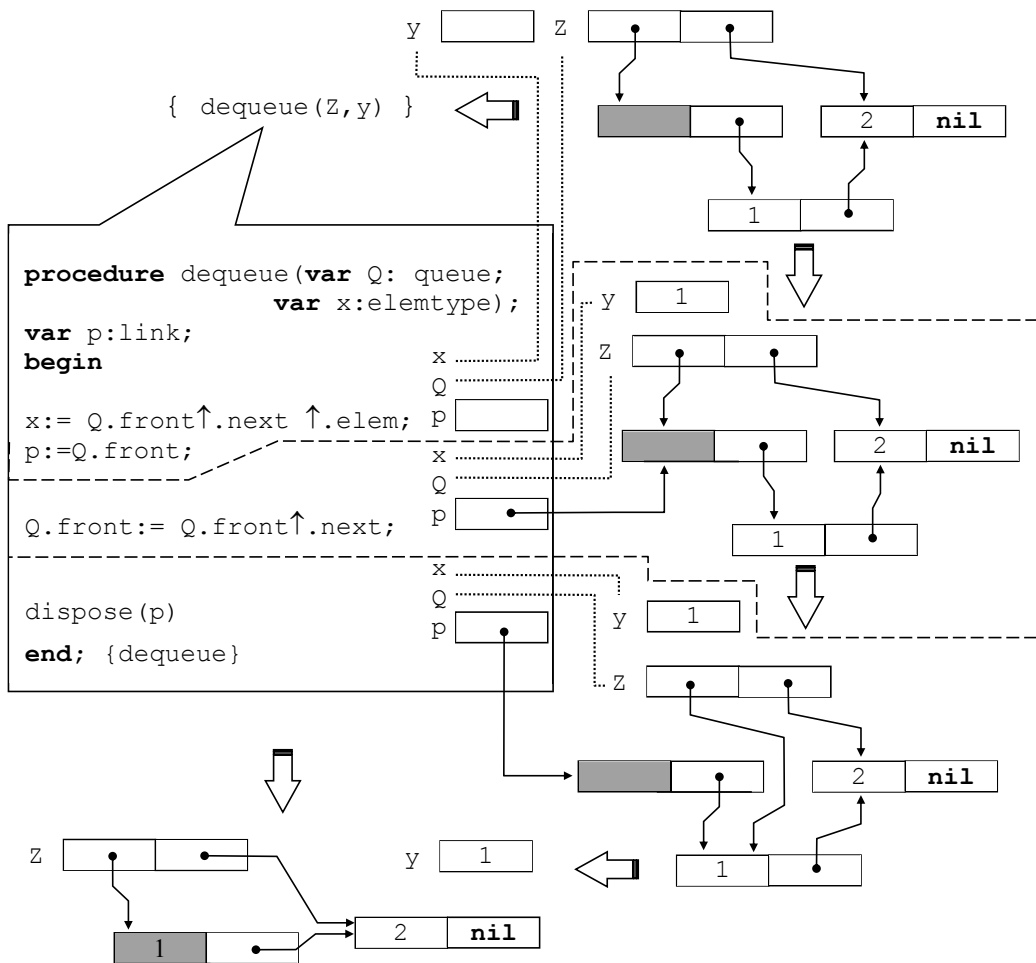 y Z
{ dequeue(Z,y) }
2 nil
1
procedure dequeue(var Q: queue;
var x:elemtype);
y 1
var p:link;
Z
begin
x
Q
x:= Q.front↑.next ↑.elem; p
p:=Q.front;
2 nil
x
Q
p
Q.front:= Q.front↑.next;
1
x
Q
dispose(p)
y 1
p
end; {dequeue}
Z
2 nil
Z
y 1
1
1 2 nil